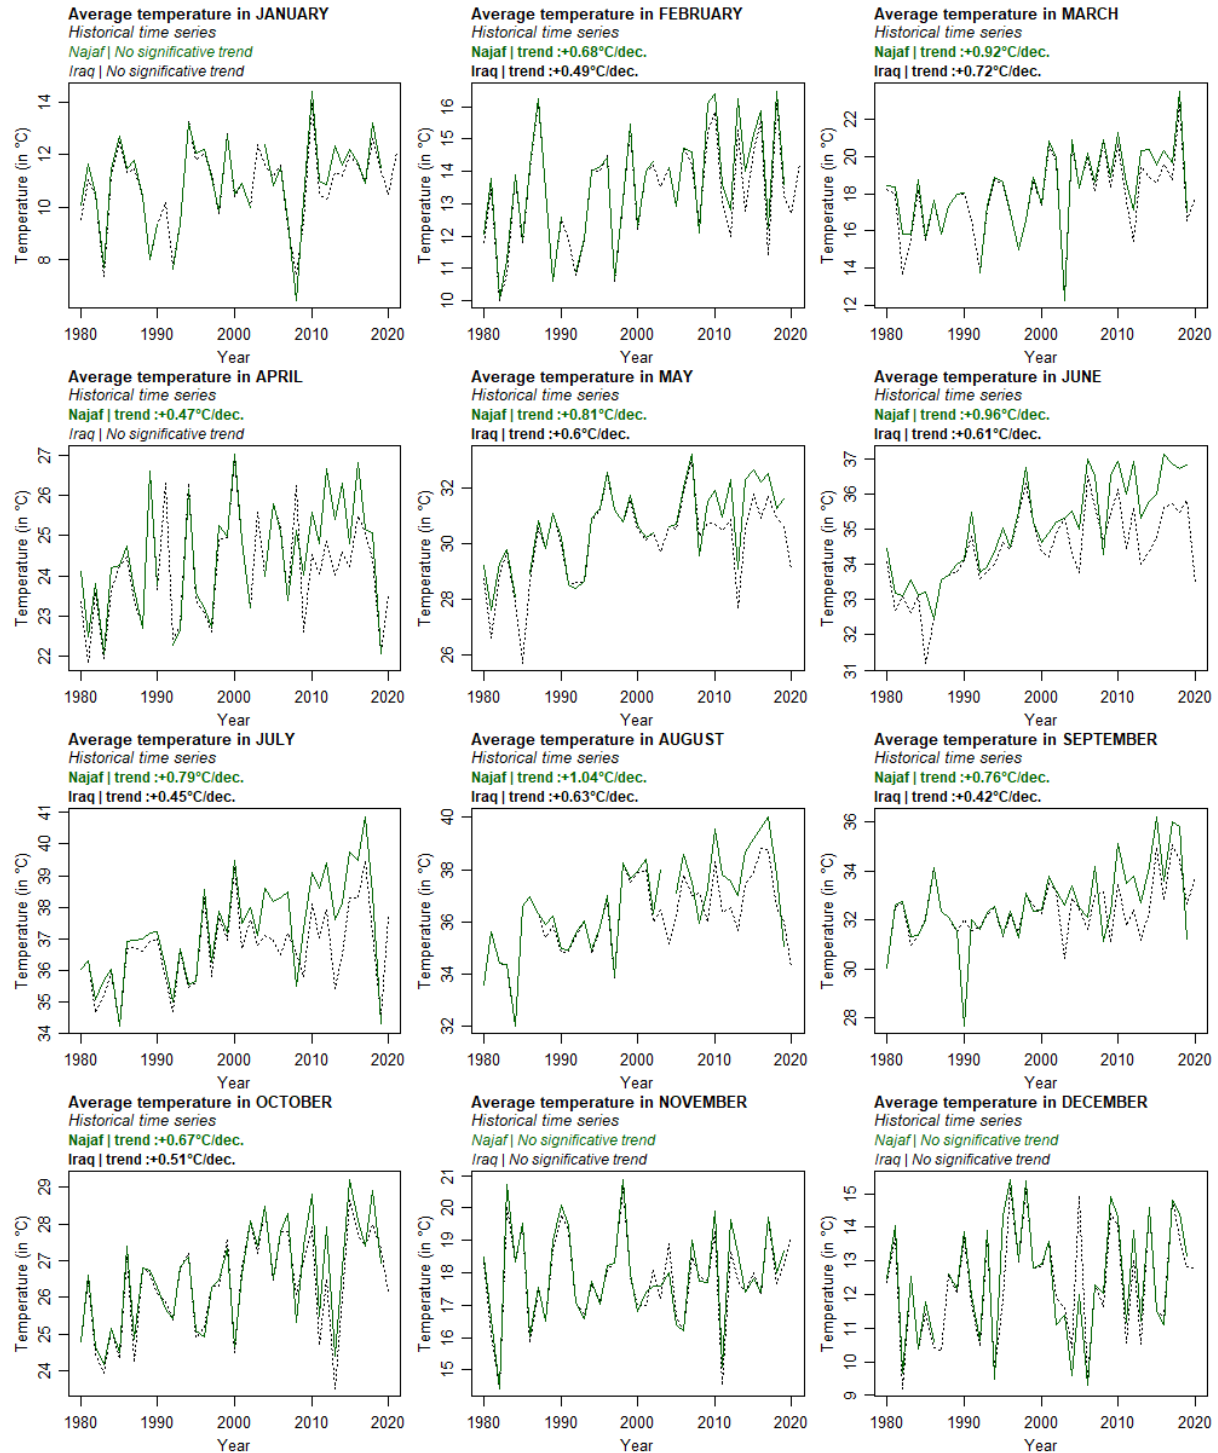 Average temperature in JANUARY
Historical time series
Najaf | No significative trend
Iraq | No significative trend
Temperature (in °C)
14
12
10
8
1980 1990 2000 2010 2020
Year
Average temperature in FEBRUARY
Historical time series
Najaf | trend :+0.68°C/dec.
Iraq | trend :+0.49°C/dec.
Temperature (in °C)
16
15
14
13
12
11
10
1980 1990 2000 2010 2020
Year
Average temperature in MARCH
Historical time series
Najaf | trend :+0.92°C/dec.
Iraq | trend :+0.72°C/dec.
Temperature (in °C)
22
20
18
16
14
12
1980 1990 2000 2010 2020
Year
Average temperature in APRIL
Historical time series
Najaf | trend :+0.47°C/dec.
Iraq | No significative trend
Temperature (in °C)
27
26
25
24
23
22
1980 1990 2000 2010 2020
Year
Average temperature in MAY
Historical time series
Najaf | trend :+0.81°C/dec.
Iraq | trend :+0.6°C/dec.
Temperature (in °C)
32
30
28
26
1980 1990 2000 2010 2020
Year
Average temperature in JUNE
Historical time series
Najaf | trend :+0.96°C/dec.
Iraq | trend :+0.61°C/dec.
Temperature (in °C)
37
36
35
34
33
32
31
1980 1990 2000 2010 2020
Year
Average temperature in JULY
Historical time series
Najaf | trend :+0.79°C/dec.
Iraq | trend :+0.45°C/dec.
Temperature (in °C)
41
40
39
38
37
36
35
34
1980 1990 2000 2010 2020
Year
Average temperature in AUGUST
Historical time series
Najaf | trend :+1.04°C/dec.
Iraq | trend :+0.63°C/dec.
Temperature (in °C)
40
38
36
34
32
1980 1990 2000 2010 2020
Year
Average temperature in SEPTEMBER
Historical time series
Najaf | trend :+0.76°C/dec.
Iraq | trend :+0.42°C/dec.
Temperature (in °C)
36
34
32
30
28
1980 1990 2000 2010 2020
Year
Average temperature in OCTOBER
Historical time series
Najaf | trend :+0.67°C/dec.
Iraq | trend :+0.51°C/dec.
Temperature (in °C)
29
28
27
26
25
24
1980 1990 2000 2010 2020
Year
Average temperature in NOVEMBER
Historical time series
Najaf | No significative trend
Iraq | No significative trend
Temperature (in °C)
21
20
19
18
17
16
15
1980 1990 2000 2010 2020
Year
Average temperature in DECEMBER
Historical time series
Najaf | No significative trend
Iraq | No significative trend
Temperature (in °C)
15
14
13
12
11
10
9
1980 1990 2000 2010 2020
Year